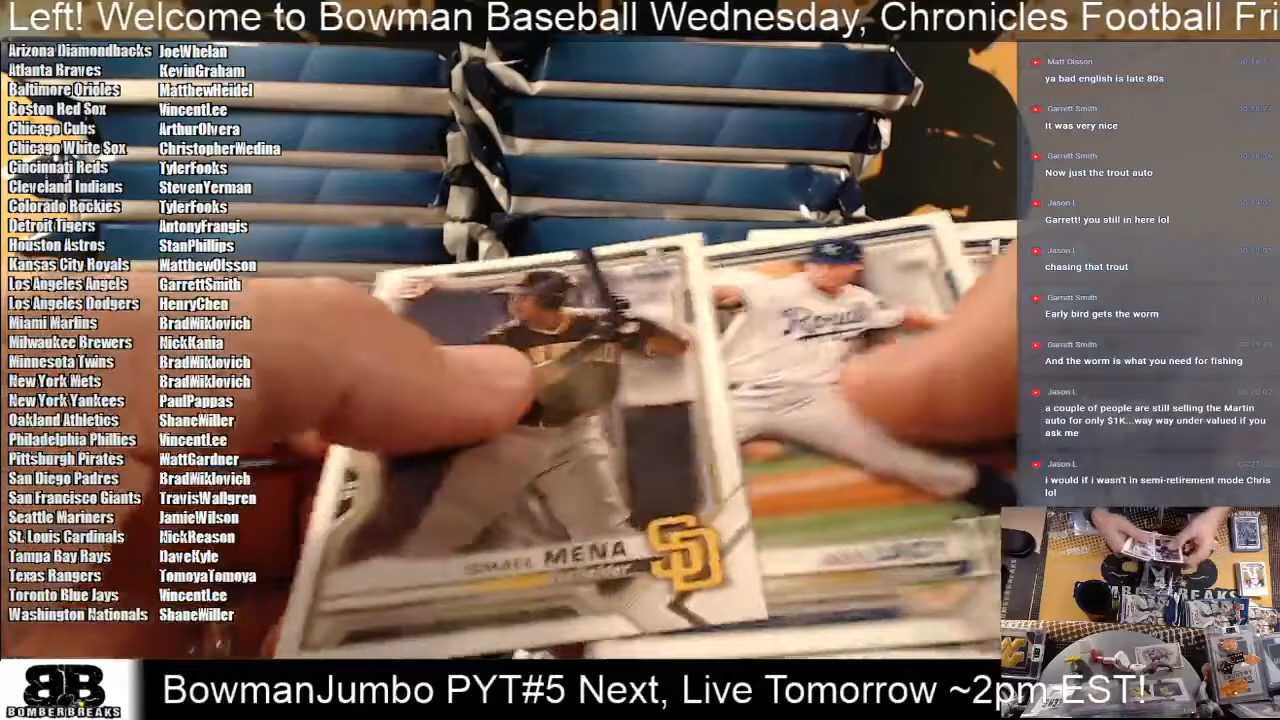 Left! Welcome to Bowman Baseball Wednesday, Chronicles Football Fri
Arizona Diamondbacks JoeWhelan
Atlanta Braves KevinGraham
Baltimore Orioles MatthewHeidel
Boston Red Sox VincentLee
Chicago Cubs ArthurOlvera
Chicago White Sox ChristopherMedina
Cincinnati Reds TylerFooks
Cleveland Indians StevenYerman
Colorado Rockies TylerFooks
Detroit Tigers AntonyFrangis
Houston Astros StanPhillips
Kansas City Royals MatthewOlsson
Los Angeles Angels GarrettSmith
Los Angeles Dodgers HenryChen
Miami Marlins BradMiklovich
Milwaukee Brewers NickKania
Minnesota Twins BradMiklovich
New York Mets BradMiklovich
New York Yankees PaulPappas
Oakland Athletics ShaneMiller
Philadelphia Phillies VincentLee
Pittsburgh Pirates MattGardner
San Diego Padres BradMiklovich
San Francisco Giants TravisWallgren
Seattle Mariners JamieWilson
St. Louis Cardinals NickReason
Tampa Bay Rays DaveKyle
Texas Rangers TomoyaTomoya
Toronto Blue Jays VincentLee
Washington Nationals ShaneMiller
Royals
MENA
SD
Matt Olsson
ya bad english is late 80s
Garrett Smith
It was very nice
Garrett Smith
Now just the trout auto
Jason L
Garrett! you still in here lol
Jason L
chasing that trout
Garrett Smith
Early bird gets the worm
Garrett Smith
And the worm is what you need for fishing
Jason L
a couple of people are still selling the Martin
auto for only $1K...way way under-valued if you
ask me
Jason L
i would if i wasn't in semi-retirement mode Chris
lol
BB
BOMBERBREAKS
BowmanJumbo PYT#5 Next, Live Tomorrow ~2pm EST!